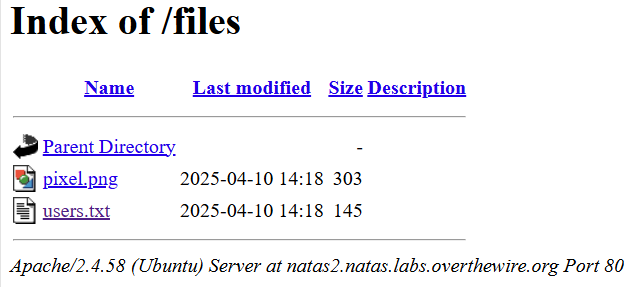 Index of /files
Name Last modified Size Description
Parent Directory -
pixel.png 2025-04-10 14:18 303
users.txt 2025-04-10 14:18 145
Apache/2.4.58 (Ubuntu) Server at natas2.natas.labs.overthewire.org Port 80